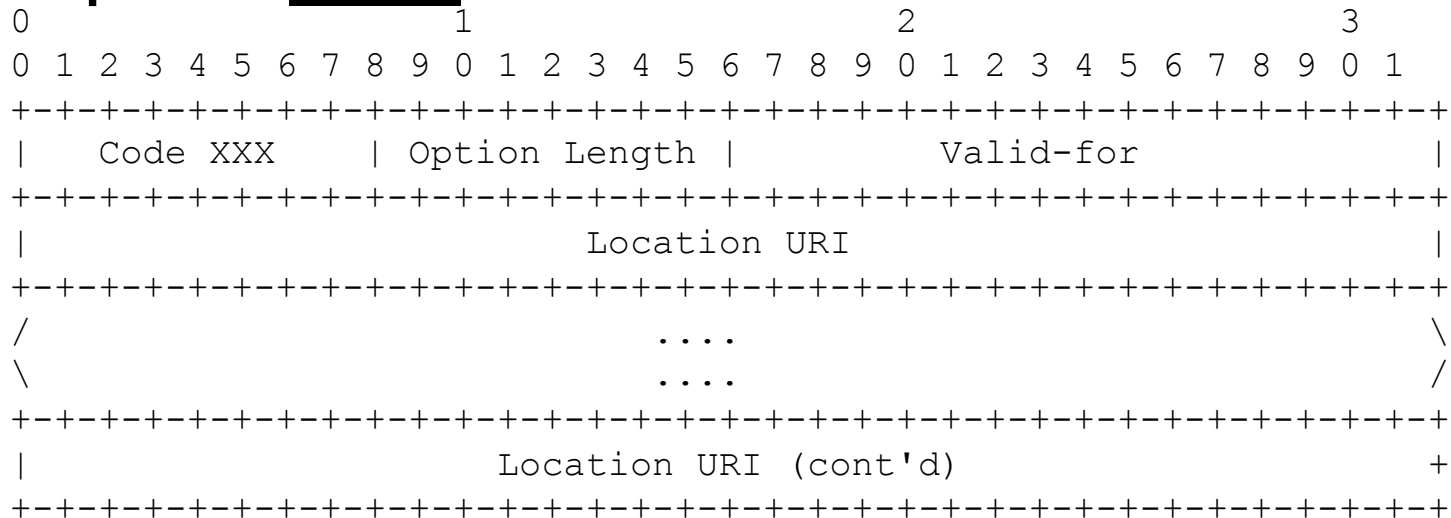 0                   1                   2                   3
0 1 2 3 4 5 6 7 8 9 0 1 2 3 4 5 6 7 8 9 0 1 2 3 4 5 6 7 8 9 0 1
+-+-+-+-+-+-+-+-+-+-+-+-+-+-+-+-+-+-+-+-+-+-+-+-+-+-+-+-+-+-+-+-+
|   Code XXX    | Option Length |         Valid-for             |
+-+-+-+-+-+-+-+-+-+-+-+-+-+-+-+-+-+-+-+-+-+-+-+-+-+-+-+-+-+-+-+-+
|                         Location URI                          |
+-+-+-+-+-+-+-+-+-+-+-+-+-+-+-+-+-+-+-+-+-+-+-+-+-+-+-+-+-+-+-+-+
/                             ....                              \
\                             ....                              /
+-+-+-+-+-+-+-+-+-+-+-+-+-+-+-+-+-+-+-+-+-+-+-+-+-+-+-+-+-+-+-+-+
|                     Location URI (cont'd)                     +
+-+-+-+-+-+-+-+-+-+-+-+-+-+-+-+-+-+-+-+-+-+-+-+-+-+-+-+-+-+-+-+-+